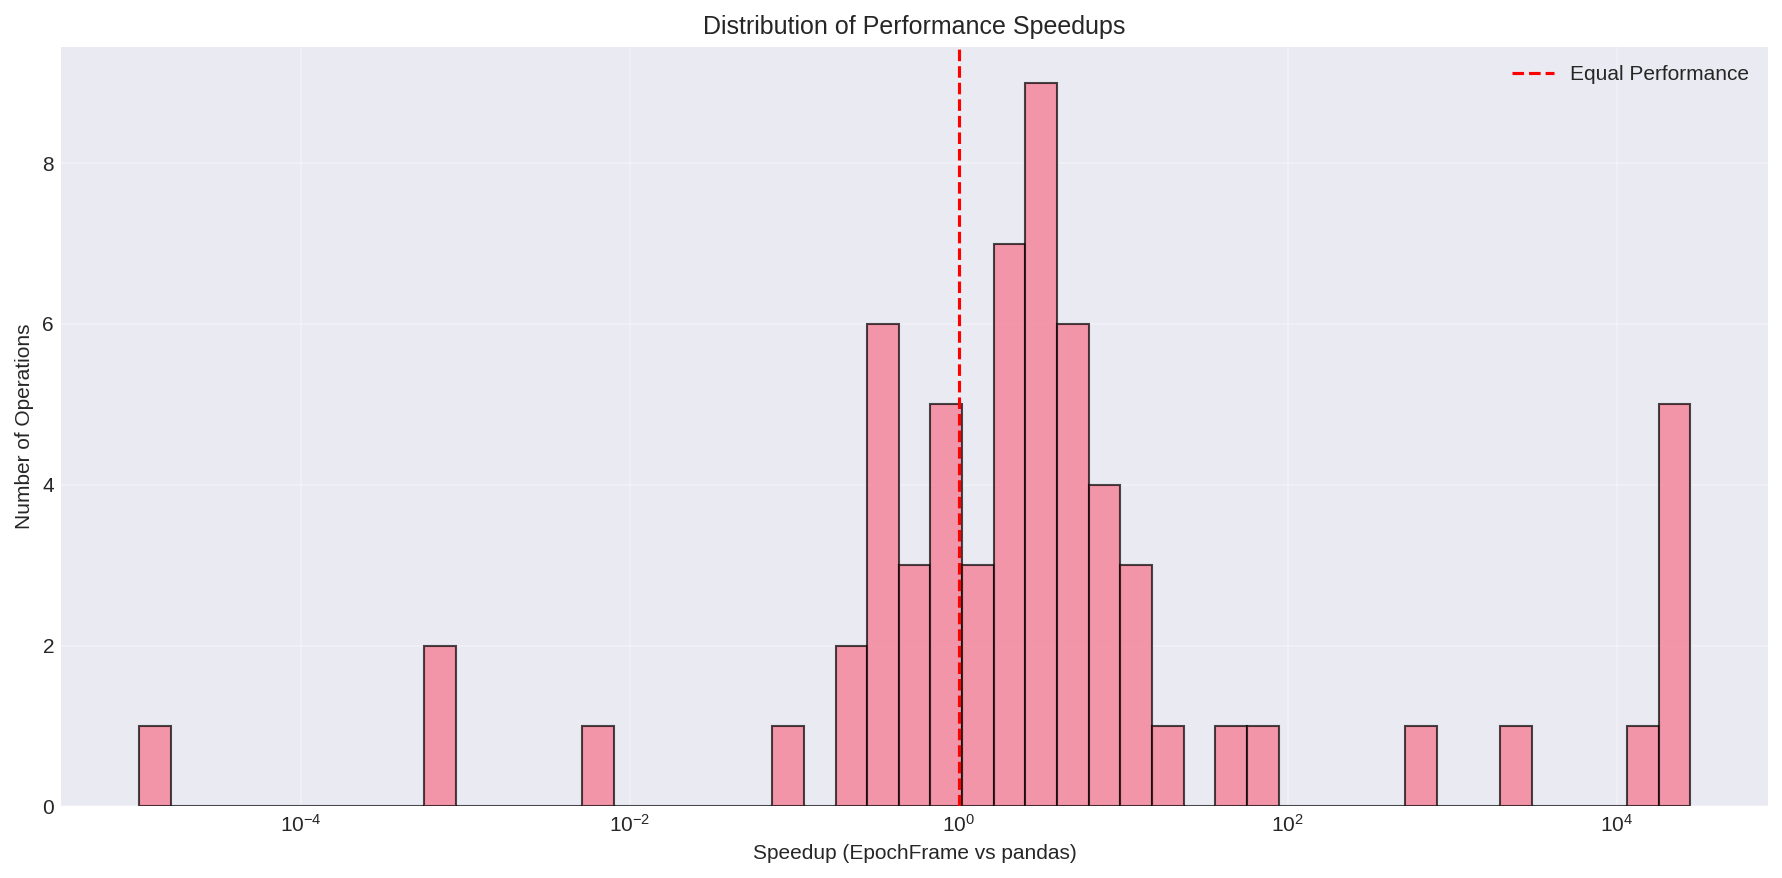 Distribution of Performance Speedups
Equal Performance
Number of Operations
8
6
4
2
0
10⁻⁴
10⁻²
10⁰
10²
10⁴
Speedup (EpochFrame vs pandas)